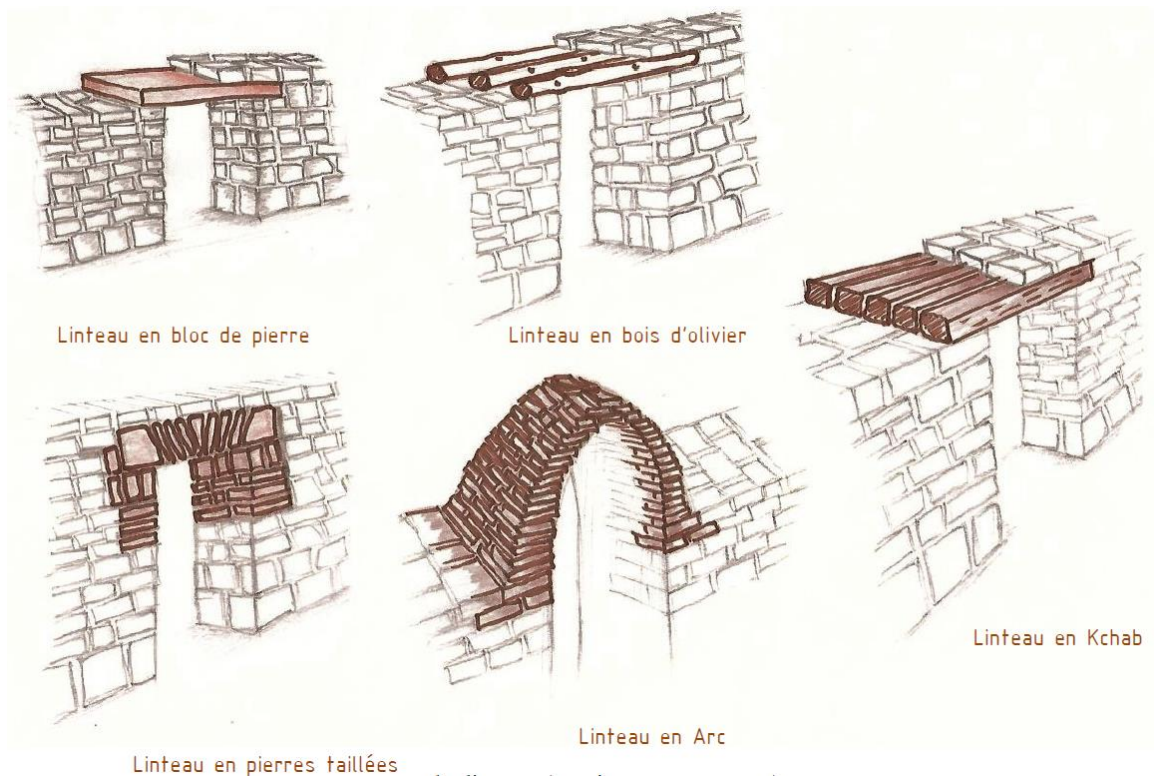 Linteau en bloc de pierre
Linteau en bois d'olivier
Linteau en Kchab
Linteau en pierres taillées
Linteau en Arc